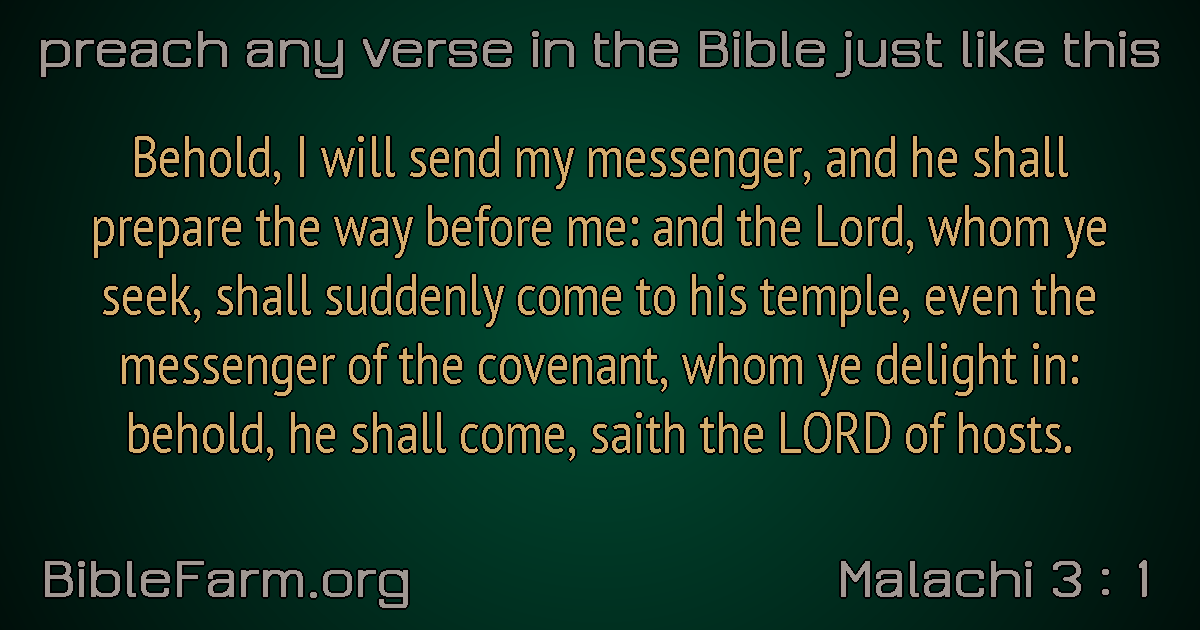 preach any verse in the Bible just like this
Behold, I will send my messenger, and he shall
prepare the way before me: and the Lord, whom ye
seek, shall suddenly come to his temple, even the
messenger of the covenant, whom ye delight in:
behold, he shall come, saith the LORD of hosts.
BibleFarm.org
Malachi 3 : 1